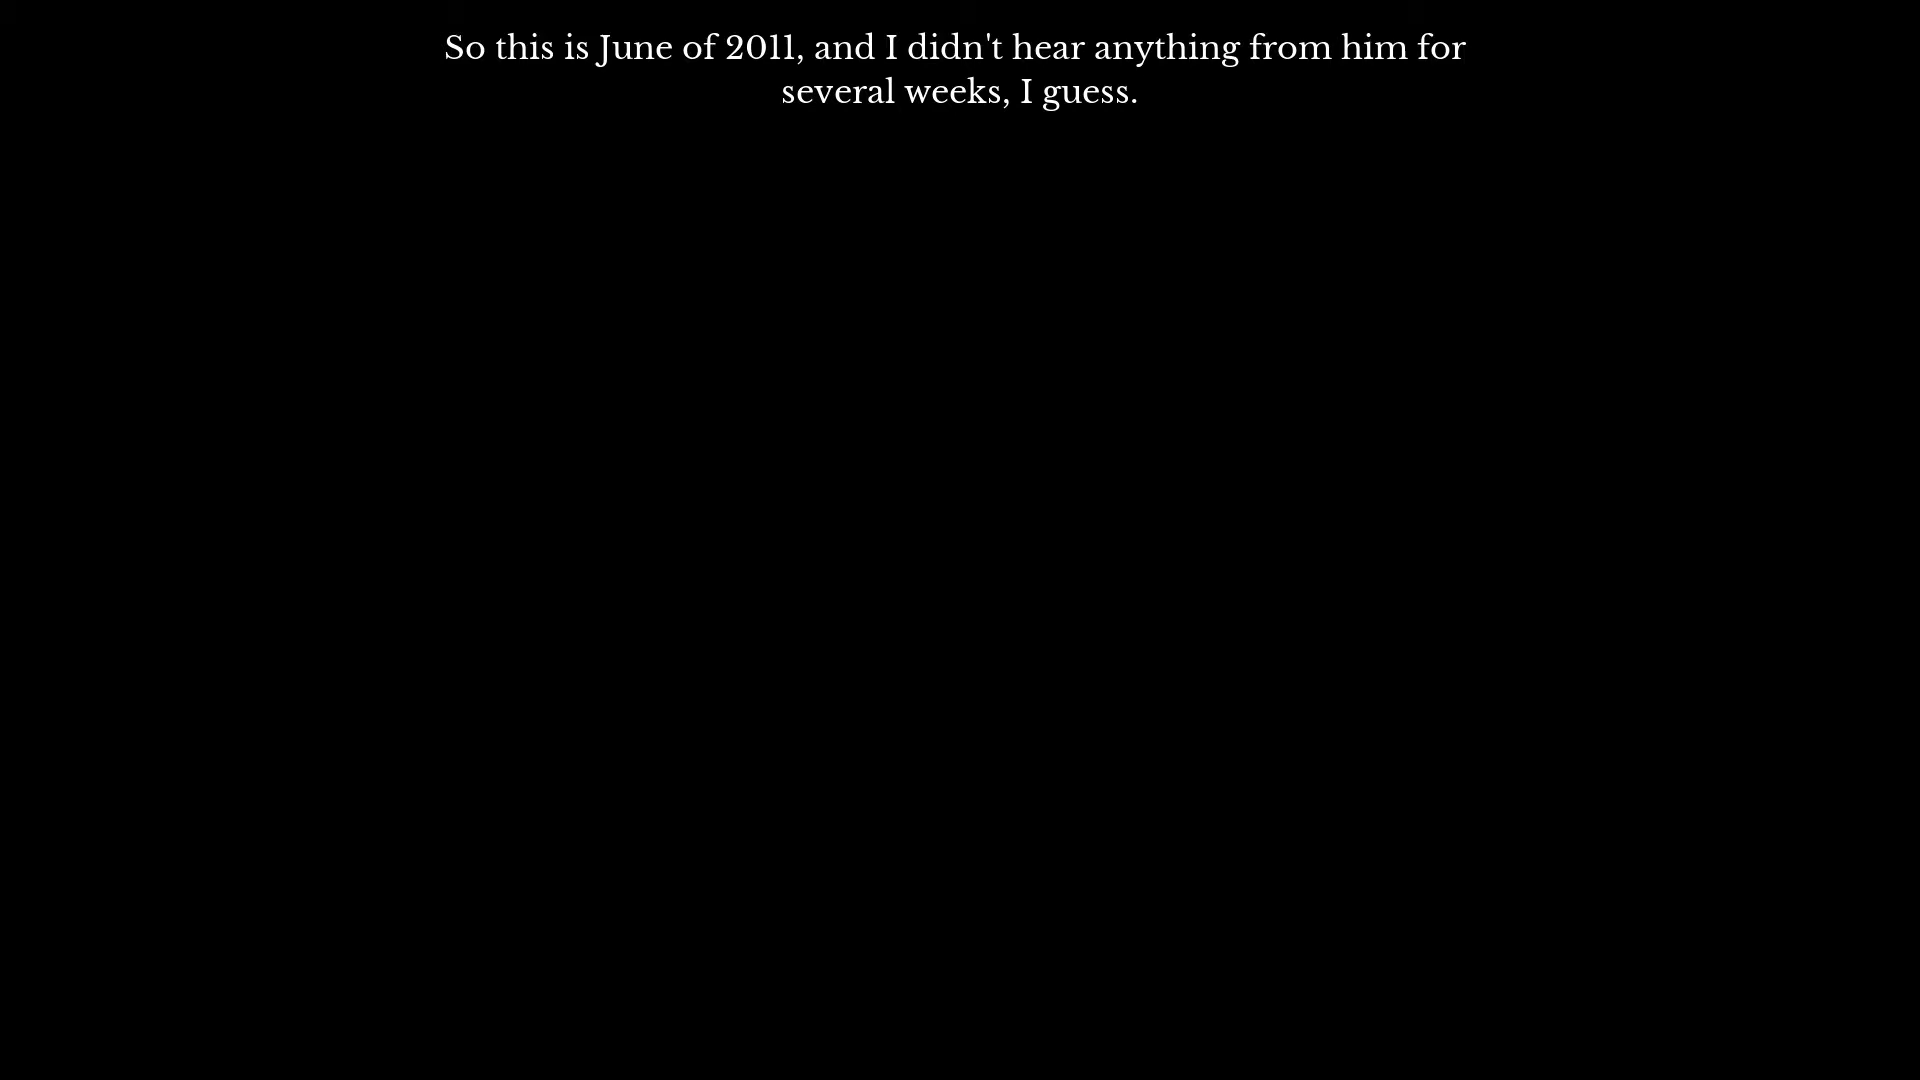 So this is June of 2011, and I didn't hear anything from him for
several weeks, I guess.